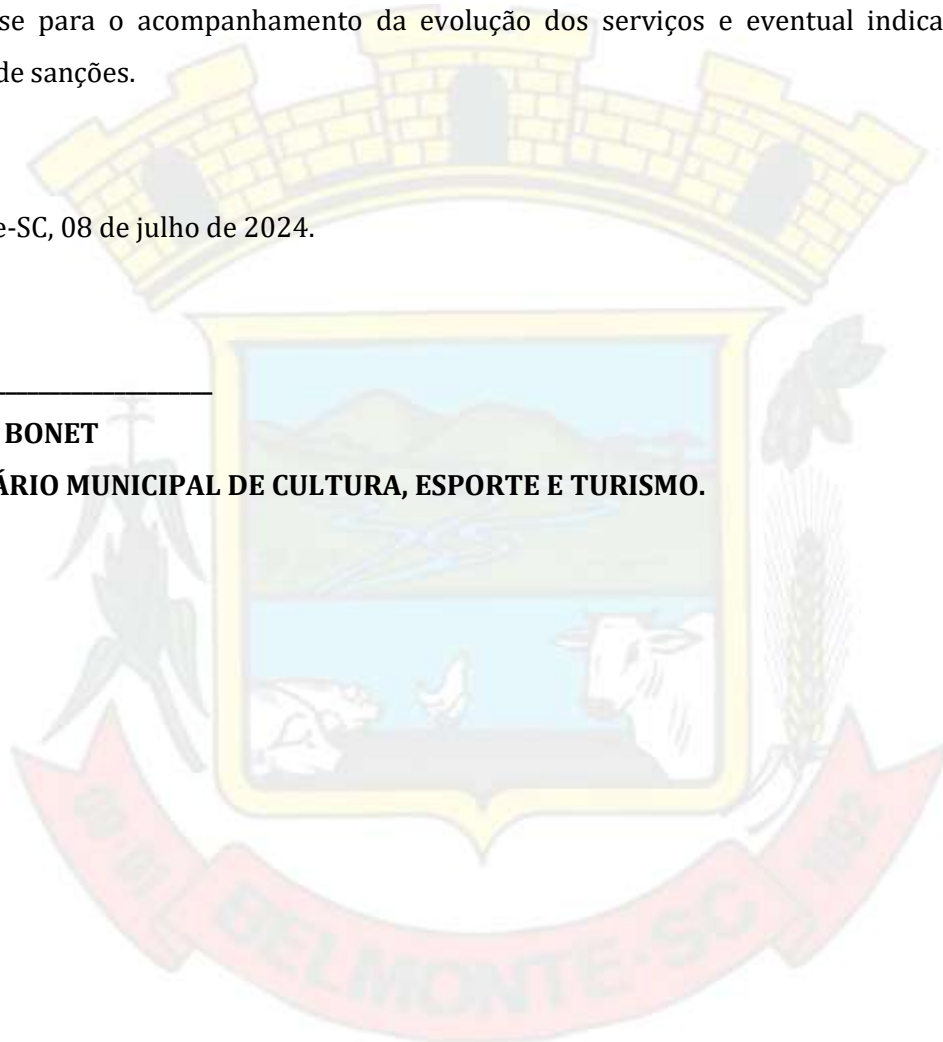 se para o acompanhamento da evolução dos serviços e eventual indica
de sanções.
e-SC, 08 de julho de 2024.
BONET
ÁRIO MUNICIPAL DE CULTURA, ESPORTE E TURISMO.
BELMONTE-SC
1992